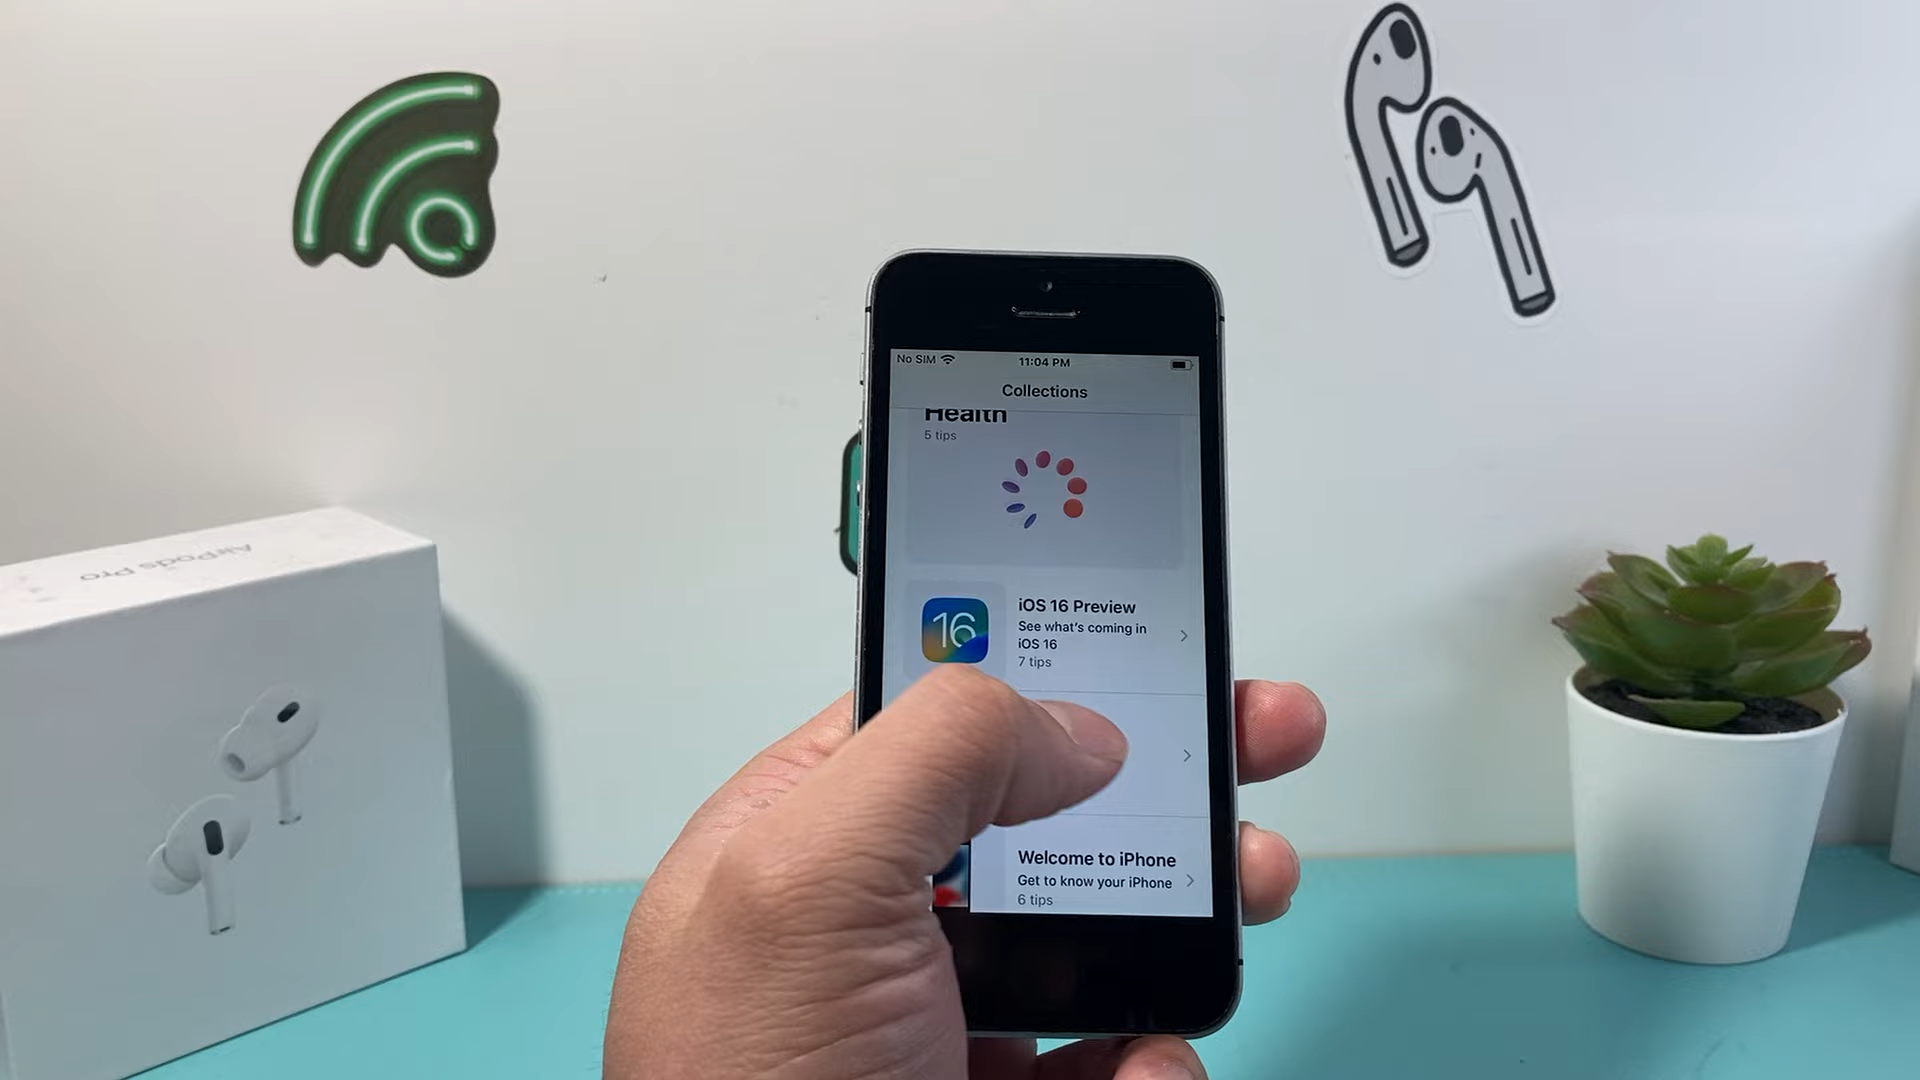 No SIM
11:04 PM
Collections
Health
5 tips
16
iOS 16 Preview
See what's coming in
iOS 16
7 tips
Welcome to iPhone
Get to know your iPhone
6 tips
AirPods Pro